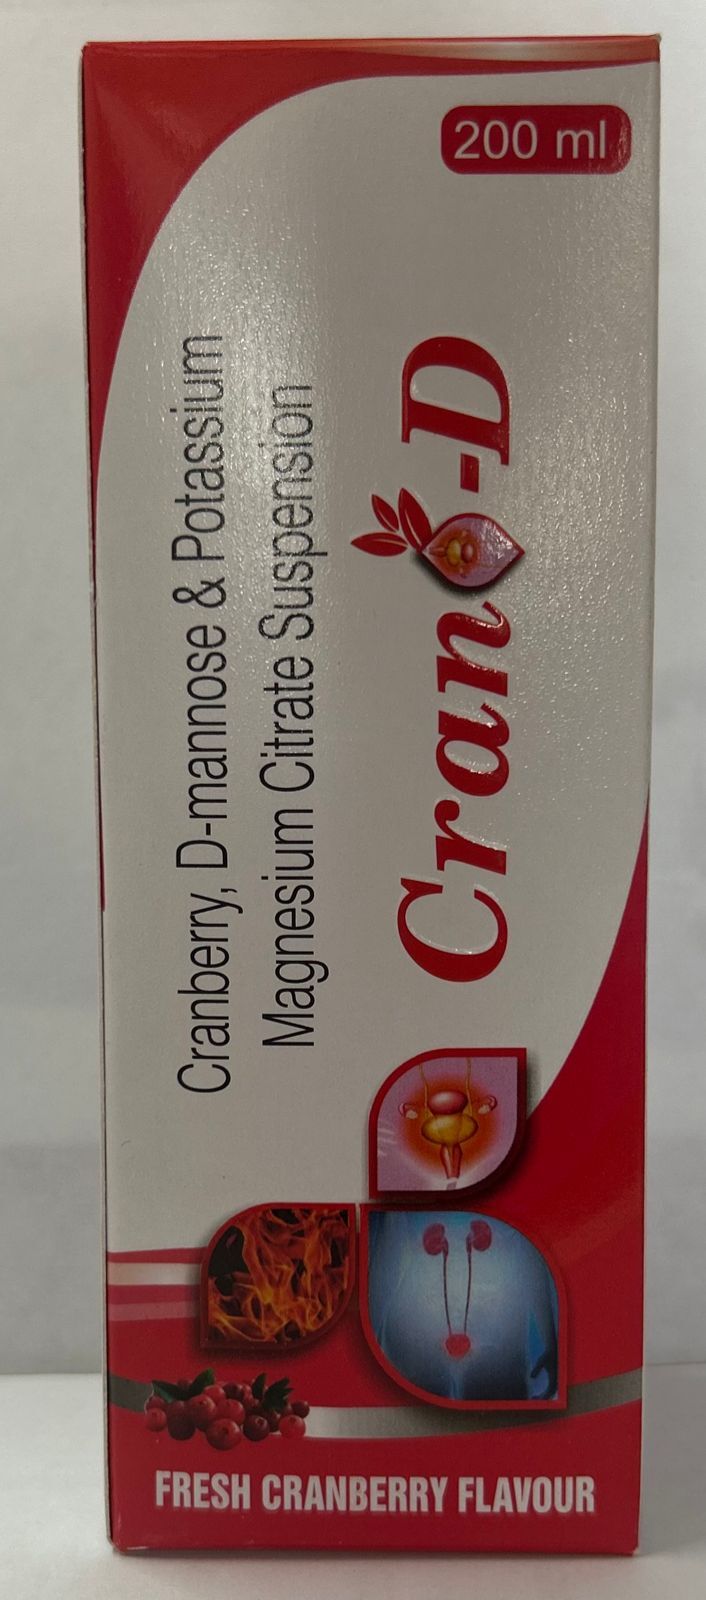 200 ml
Cranberry, D-mannose & Potassium
Magnesium Citrate Suspension
Cran-D
FRESH CRANBERRY FLAVOUR